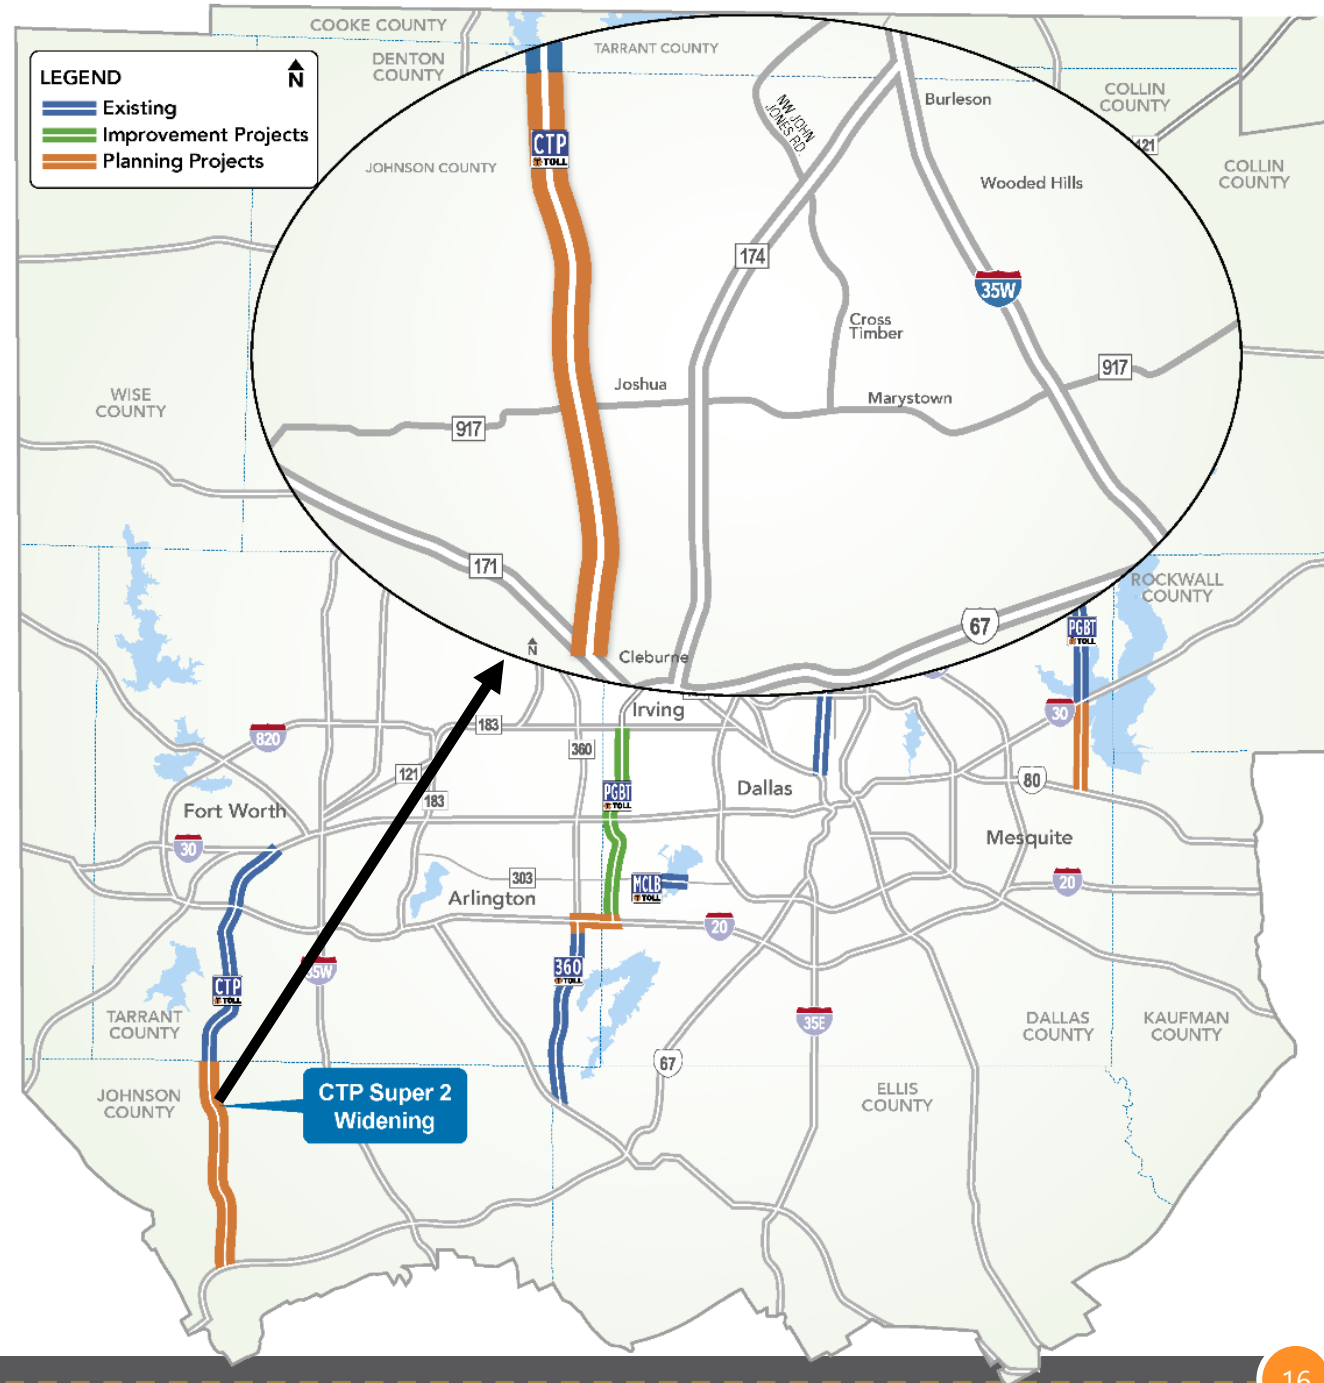 COOKE COUNTY
DENTON
COUNTY
TARRANT COUNTY
LEGEND
N
Existing
Improvement Projects
Planning Projects
COLLIN
COUNTY
121
COLLIN
COUNTY
Burleson
NW JOHN
JONES RD.
CTP
TOLL
JOHNSON COUNTY
Wooded Hills
174
35W
Cross
Timber
917
Joshua
Marystown
WISE
COUNTY
917
171
ROCKWALL
COUNTY
67
PGBT
TOLL
N
Cleburne
Irving
30
183
820
360
121
80
183
Dallas
PGBT
TOLL
Fort Worth
Mesquite
30
303
MCLB
TOLL
20
Arlington
20
360
TOLL
35W
CTP
TOLL
TARRANT
COUNTY
35E
DALLAS
COUNTY
KAUFMAN
COUNTY
67
JOHNSON
COUNTY
CTP Super 2
Widening
ELLIS
COUNTY
16